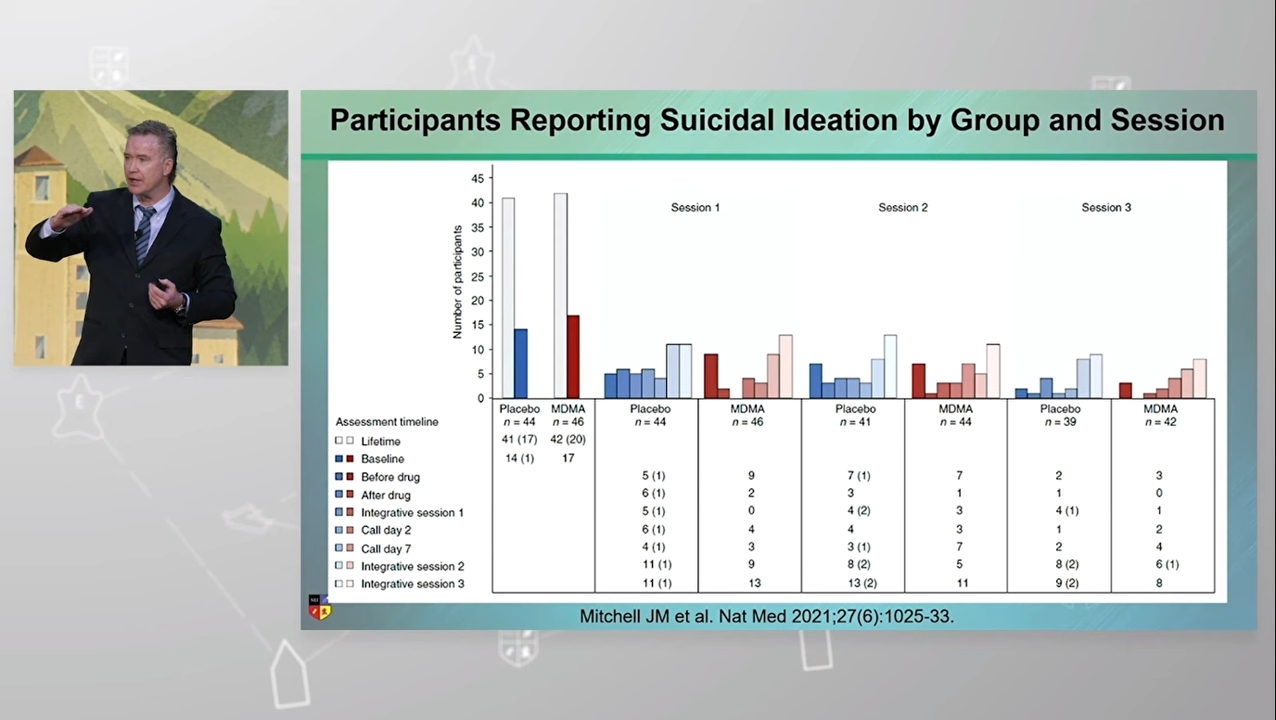 Participants Reporting Suicidal Ideation by Group and Session
45
40
35
30
25
20
15
10
5
0
Number of participants
Session 1 Session 2 Session 3
Placebo MDMA Placebo MDMA Placebo MDMA Placebo MDMA
Assessment timeline n = 44 n = 46 n = 44 n = 46 n = 41 n = 44 n = 39 n = 42
Lifetime 41 (17) 42 (20)
Baseline 14 (1) 17
Before drug 5 (1) 9 7 (1) 7 2 3
After drug 6 (1) 2 3 1 1 0
Integrative session 1 5 (1) 0 4 (2) 3 4 (1) 1
Call day 2 6 (1) 4 4 3 1 2
Call day 7 4 (1) 3 3 (1) 7 2 4
Integrative session 2 11 (1) 9 8 (2) 5 8 (2) 6 (1)
Integrative session 3 11 (1) 13 13 (2) 11 9 (2) 8
Mitchell JM et al. Nat Med 2021;27(6):1025-33.